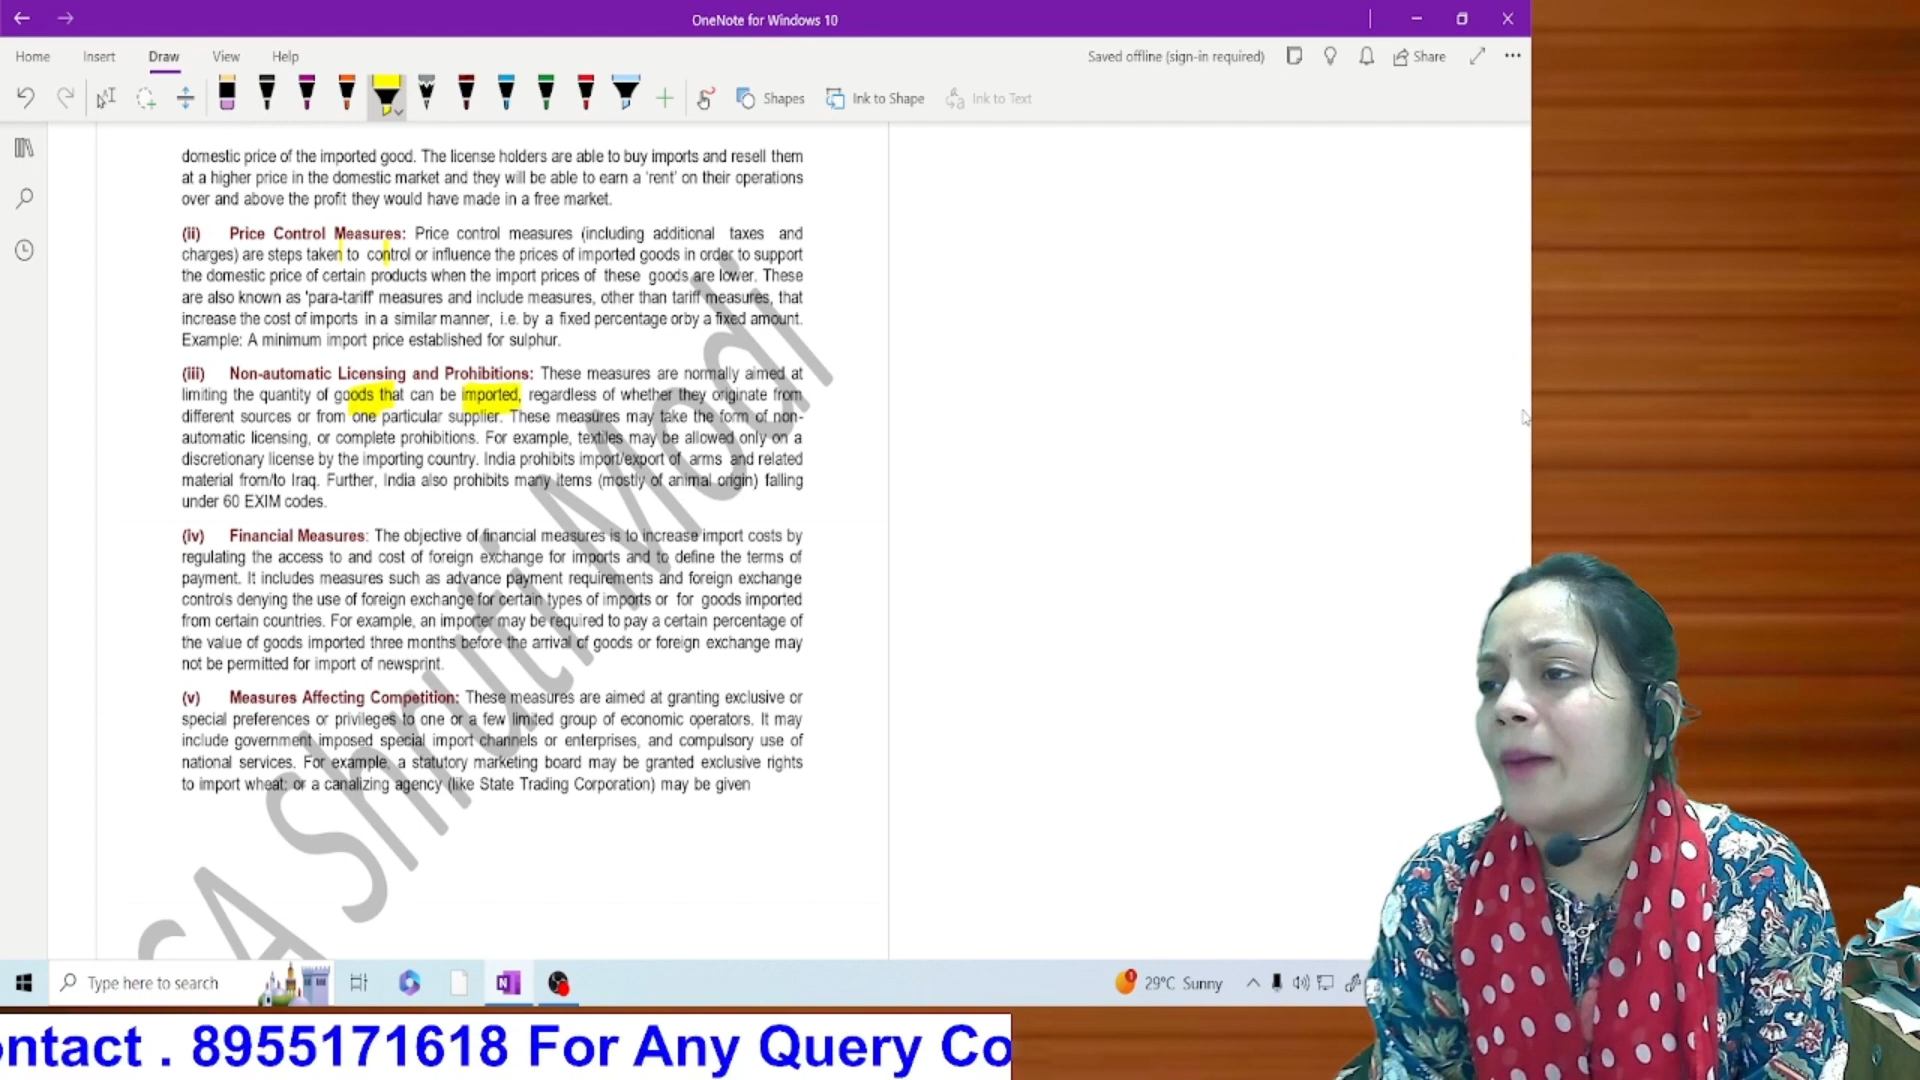 OneNote for Windows 10
Home Insert Draw View Help Saved offline (sign-in required) Share
Shapes Ink to Shape Ink to Text
domestic price of the imported good. The license holders are able to buy imports and resell them
at a higher price in the domestic market and they will be able to earn a 'rent' on their operations
over and above the profit they would have made in a free market.
(ii) Price Control Measures: Price control measures (including additional taxes and
charges) are steps taken to control or influence the prices of imported goods in order to support
the domestic price of certain products when the import prices of these goods are lower. These
are also known as 'para-tariff' measures and include measures, other than tariff measures, that
increase the cost of imports in a similar manner, i.e. by a fixed percentage orby a fixed amount.
Example: A minimum import price established for sulphur.
(iii) Non-automatic Licensing and Prohibitions: These measures are normally aimed at
limiting the quantity of goods that can be imported, regardless of whether they originate from
different sources or from one particular supplier. These measures may take the form of non-
automatic licensing, or complete prohibitions. For example, textiles may be allowed only on a
discretionary license by the importing country. India prohibits import/export of arms and related
material from/to Iraq. Further, India also prohibits many items (mostly of animal origin) falling
under 60 EXIM codes.
(iv) Financial Measures: The objective of financial measures is to increase import costs by
regulating the access to and cost of foreign exchange for imports and to define the terms of
payment. It includes measures such as advance payment requirements and foreign exchange
controls denying the use of foreign exchange for certain types of imports or for goods imported
from certain countries. For example, an importer may be required to pay a certain percentage of
the value of goods imported three months before the arrival of goods or foreign exchange may
not be permitted for import of newsprint.
(v) Measures Affecting Competition: These measures are aimed at granting exclusive or
special preferences or privileges to one or a few limited group of economic operators. It may
include government imposed special import channels or enterprises, and compulsory use of
national services. For example, a statutory marketing board may be granted exclusive rights
to import wheat: or a canalizing agency (like State Trading Corporation) may be given
CA Shruti Modi
Type here to search 29°C Sunny
ontact . 8955171618 For Any Query Co